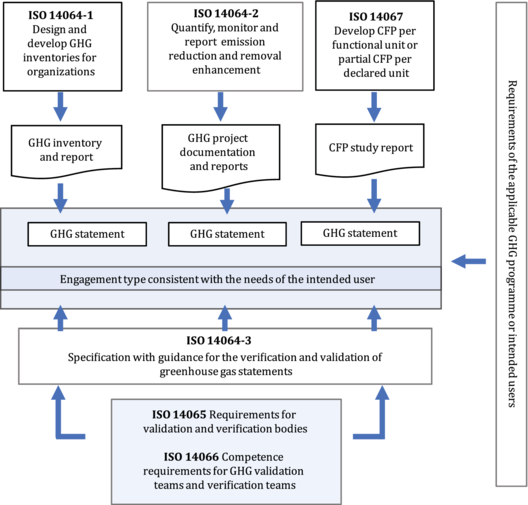 ISO 14064-1
Design and
develop GHG
inventories for
organizations
ISO 14064-2
Quantify, monitor and
report emission
reduction and removal
enhancement
ISO 14067
Develop CFP per
functional unit or
partial CFP per
declared unit
GHG inventory
and report
GHG project
documentation
and reports
CFP study report
GHG statement
GHG statement
GHG statement
Engagement type consistent with the needs of the intended user
ISO 14064-3
Specification with guidance for the verification and validation of
greenhouse gas statements
ISO 14065 Requirements for
validation and verification bodies
ISO 14066 Competence
requirements for GHG validation
teams and verification teams
Requirements of the applicable GHG programme or intended users